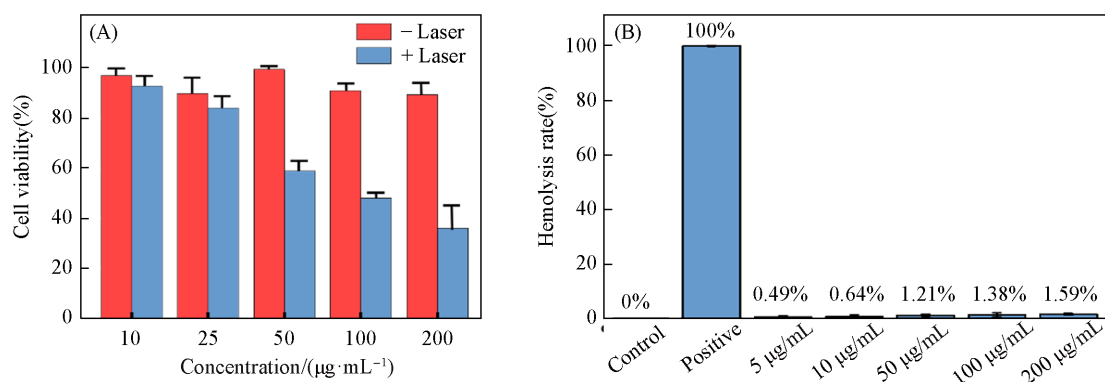 (A)
− Laser
+ Laser
Cell viability(%)
100
80
60
40
20
0
10 25 50 100 200
Concentration/(μg·mL⁻¹)
(B)
Hemolysis rate(%)
100
80
60
40
20
0
0%
100%
0.49%
0.64%
1.21%
1.38%
1.59%
Control
Positive
5 μg/mL
10 μg/mL
50 μg/mL
100 μg/mL
200 μg/mL